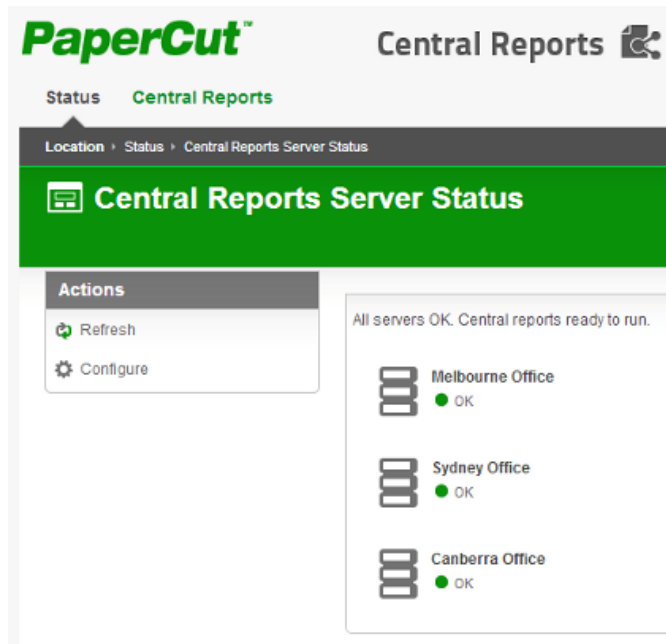 PaperCut™
Central Reports
Status Central Reports
Location › Status › Central Reports Server Status
Central Reports Server Status
Actions
Refresh
Configure
All servers OK. Central reports ready to run.
Melbourne Office
OK
Sydney Office
OK
Canberra Office
OK